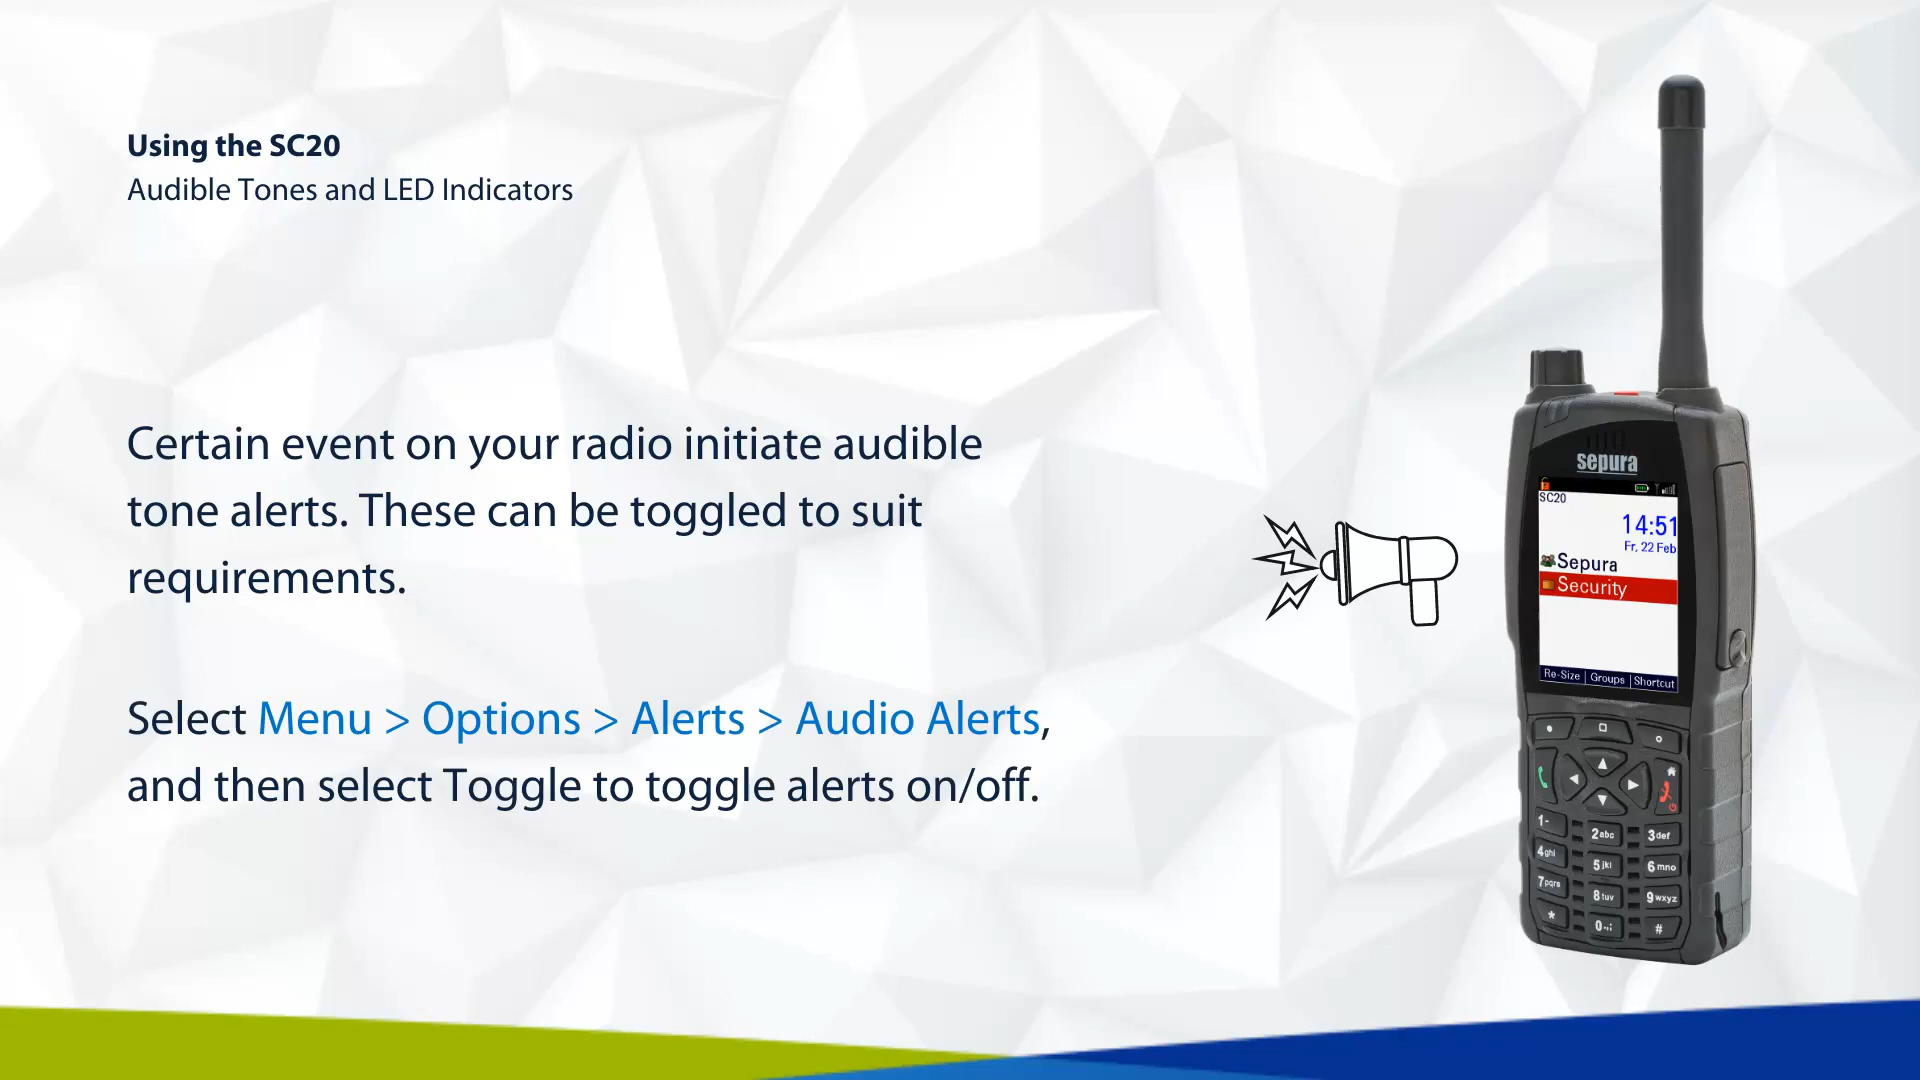 Using the SC20
Audible Tones and LED Indicators
Certain event on your radio initiate audible
tone alerts. These can be toggled to suit
requirements.
Select Menu > Options > Alerts > Audio Alerts,
and then select Toggle to toggle alerts on/off.
sepura
SC20
14:51
Fr, 22 Feb
Sepura
Security
Re-Size Groups Shortcut
1 2abc 3def
4ghi 5jkl 6mno
7pqrs 8tuv 9wxyz
* 0 #